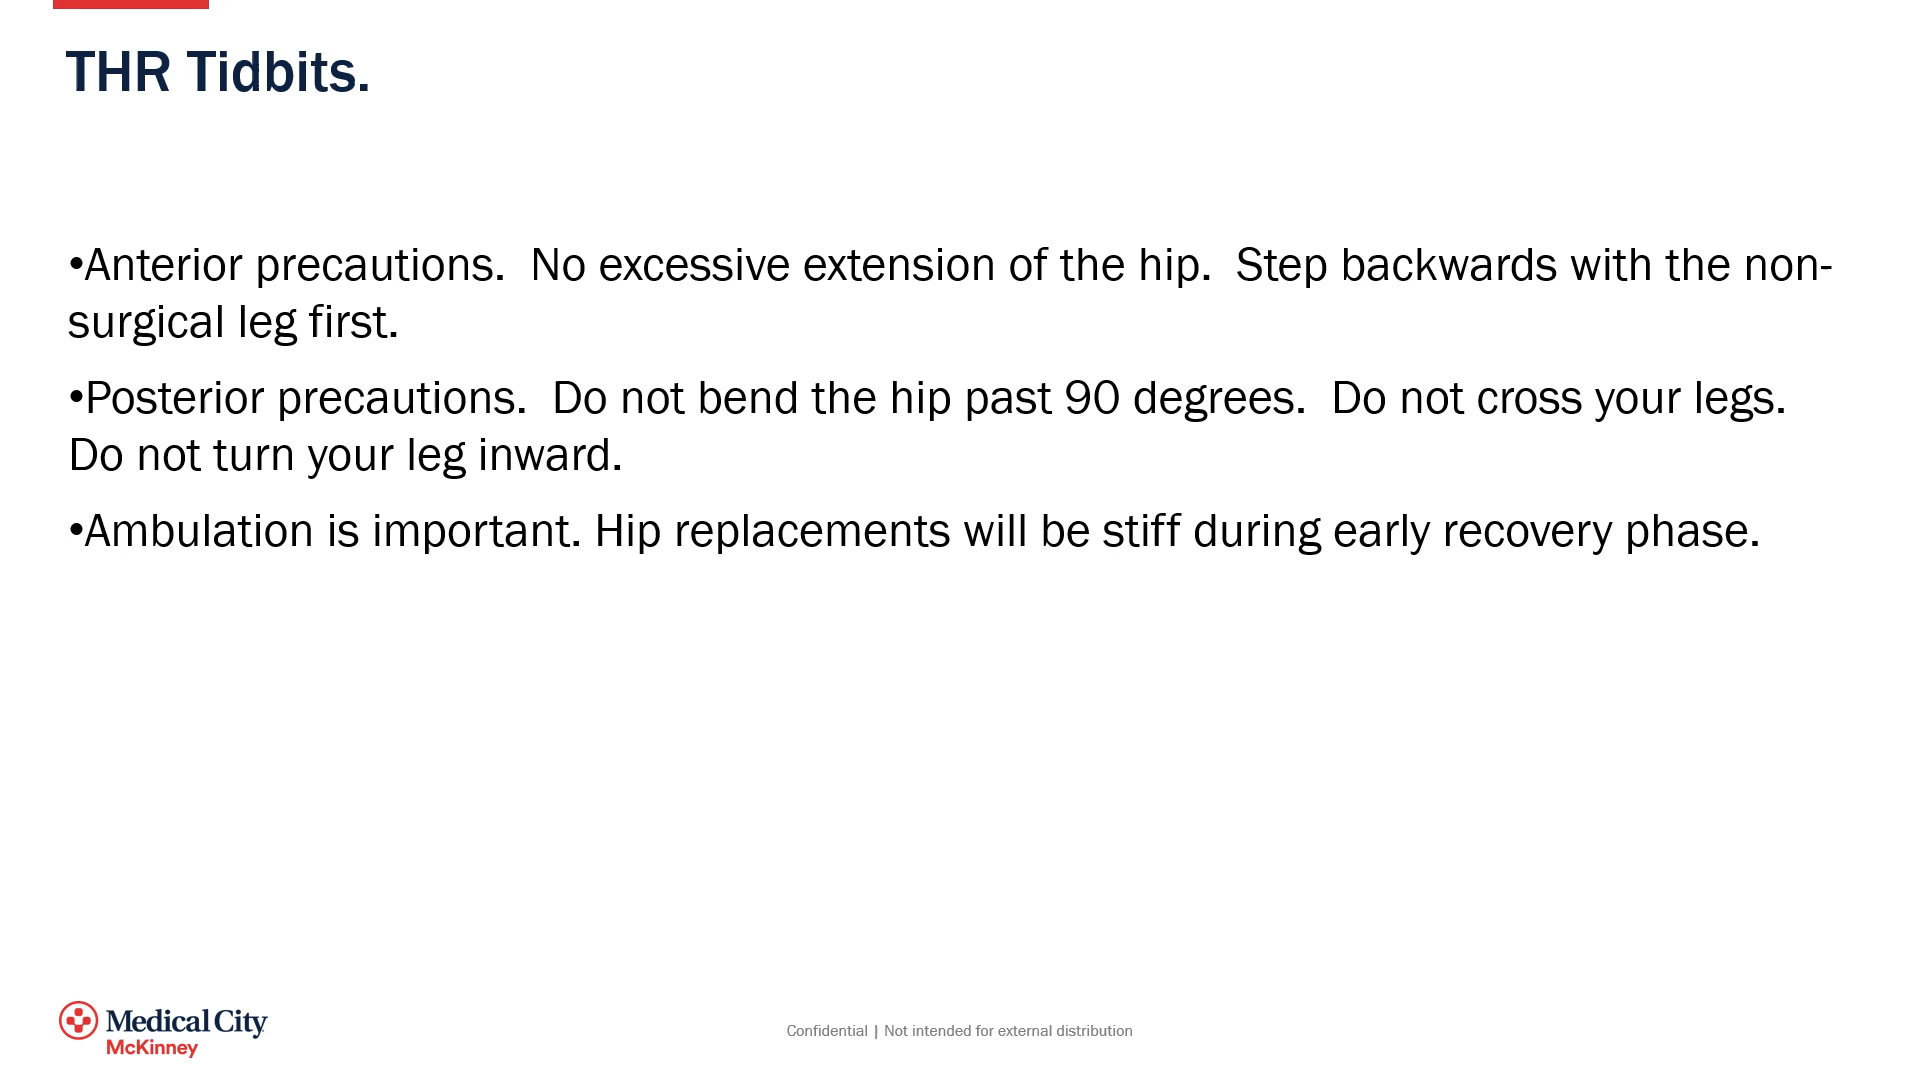 THR Tidbits.
•Anterior precautions.  No excessive extension of the hip.  Step backwards with the non-
surgical leg first.
•Posterior precautions.  Do not bend the hip past 90 degrees.  Do not cross your legs.
Do not turn your leg inward.
•Ambulation is important. Hip replacements will be stiff during early recovery phase.
Medical City
McKinney
Confidential | Not intended for external distribution